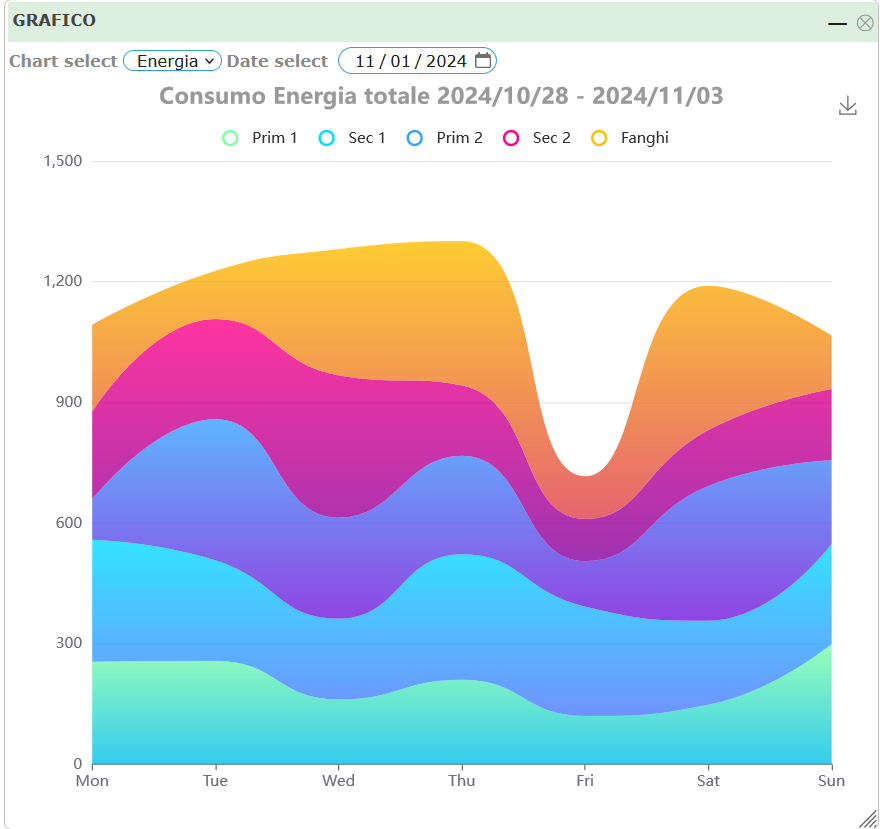 GRAFICO
Chart select Energia Date select 11/01/2024
Consumo Energia totale 2024/10/28 - 2024/11/03
Prim 1 Sec 1 Prim 2 Sec 2 Fanghi
1,500
1,200
900
600
300
0
Mon Tue Wed Thu Fri Sat Sun